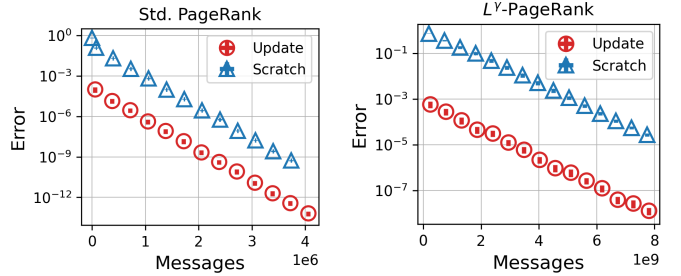 Std. PageRank
Error
10⁰
10⁻³
10⁻⁶
10⁻⁹
10⁻¹²
Update
Scratch
0 1 2 3 4
1e6
Messages
Lᵞ-PageRank
Error
10⁻¹
10⁻³
10⁻⁵
10⁻⁷
Update
Scratch
0 2 4 6 8
1e9
Messages